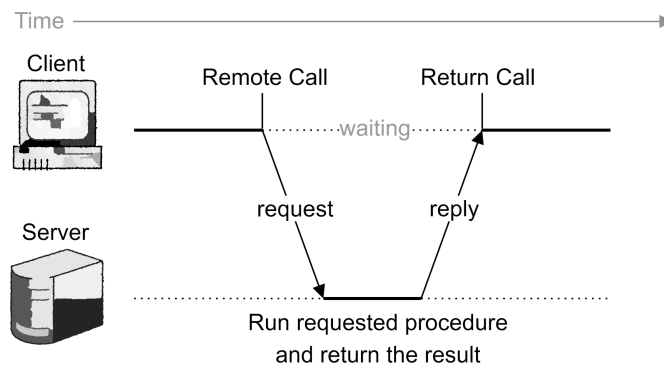 Time
Client
Remote Call
Return Call
waiting
request
reply
Server
Run requested procedure
and return the result